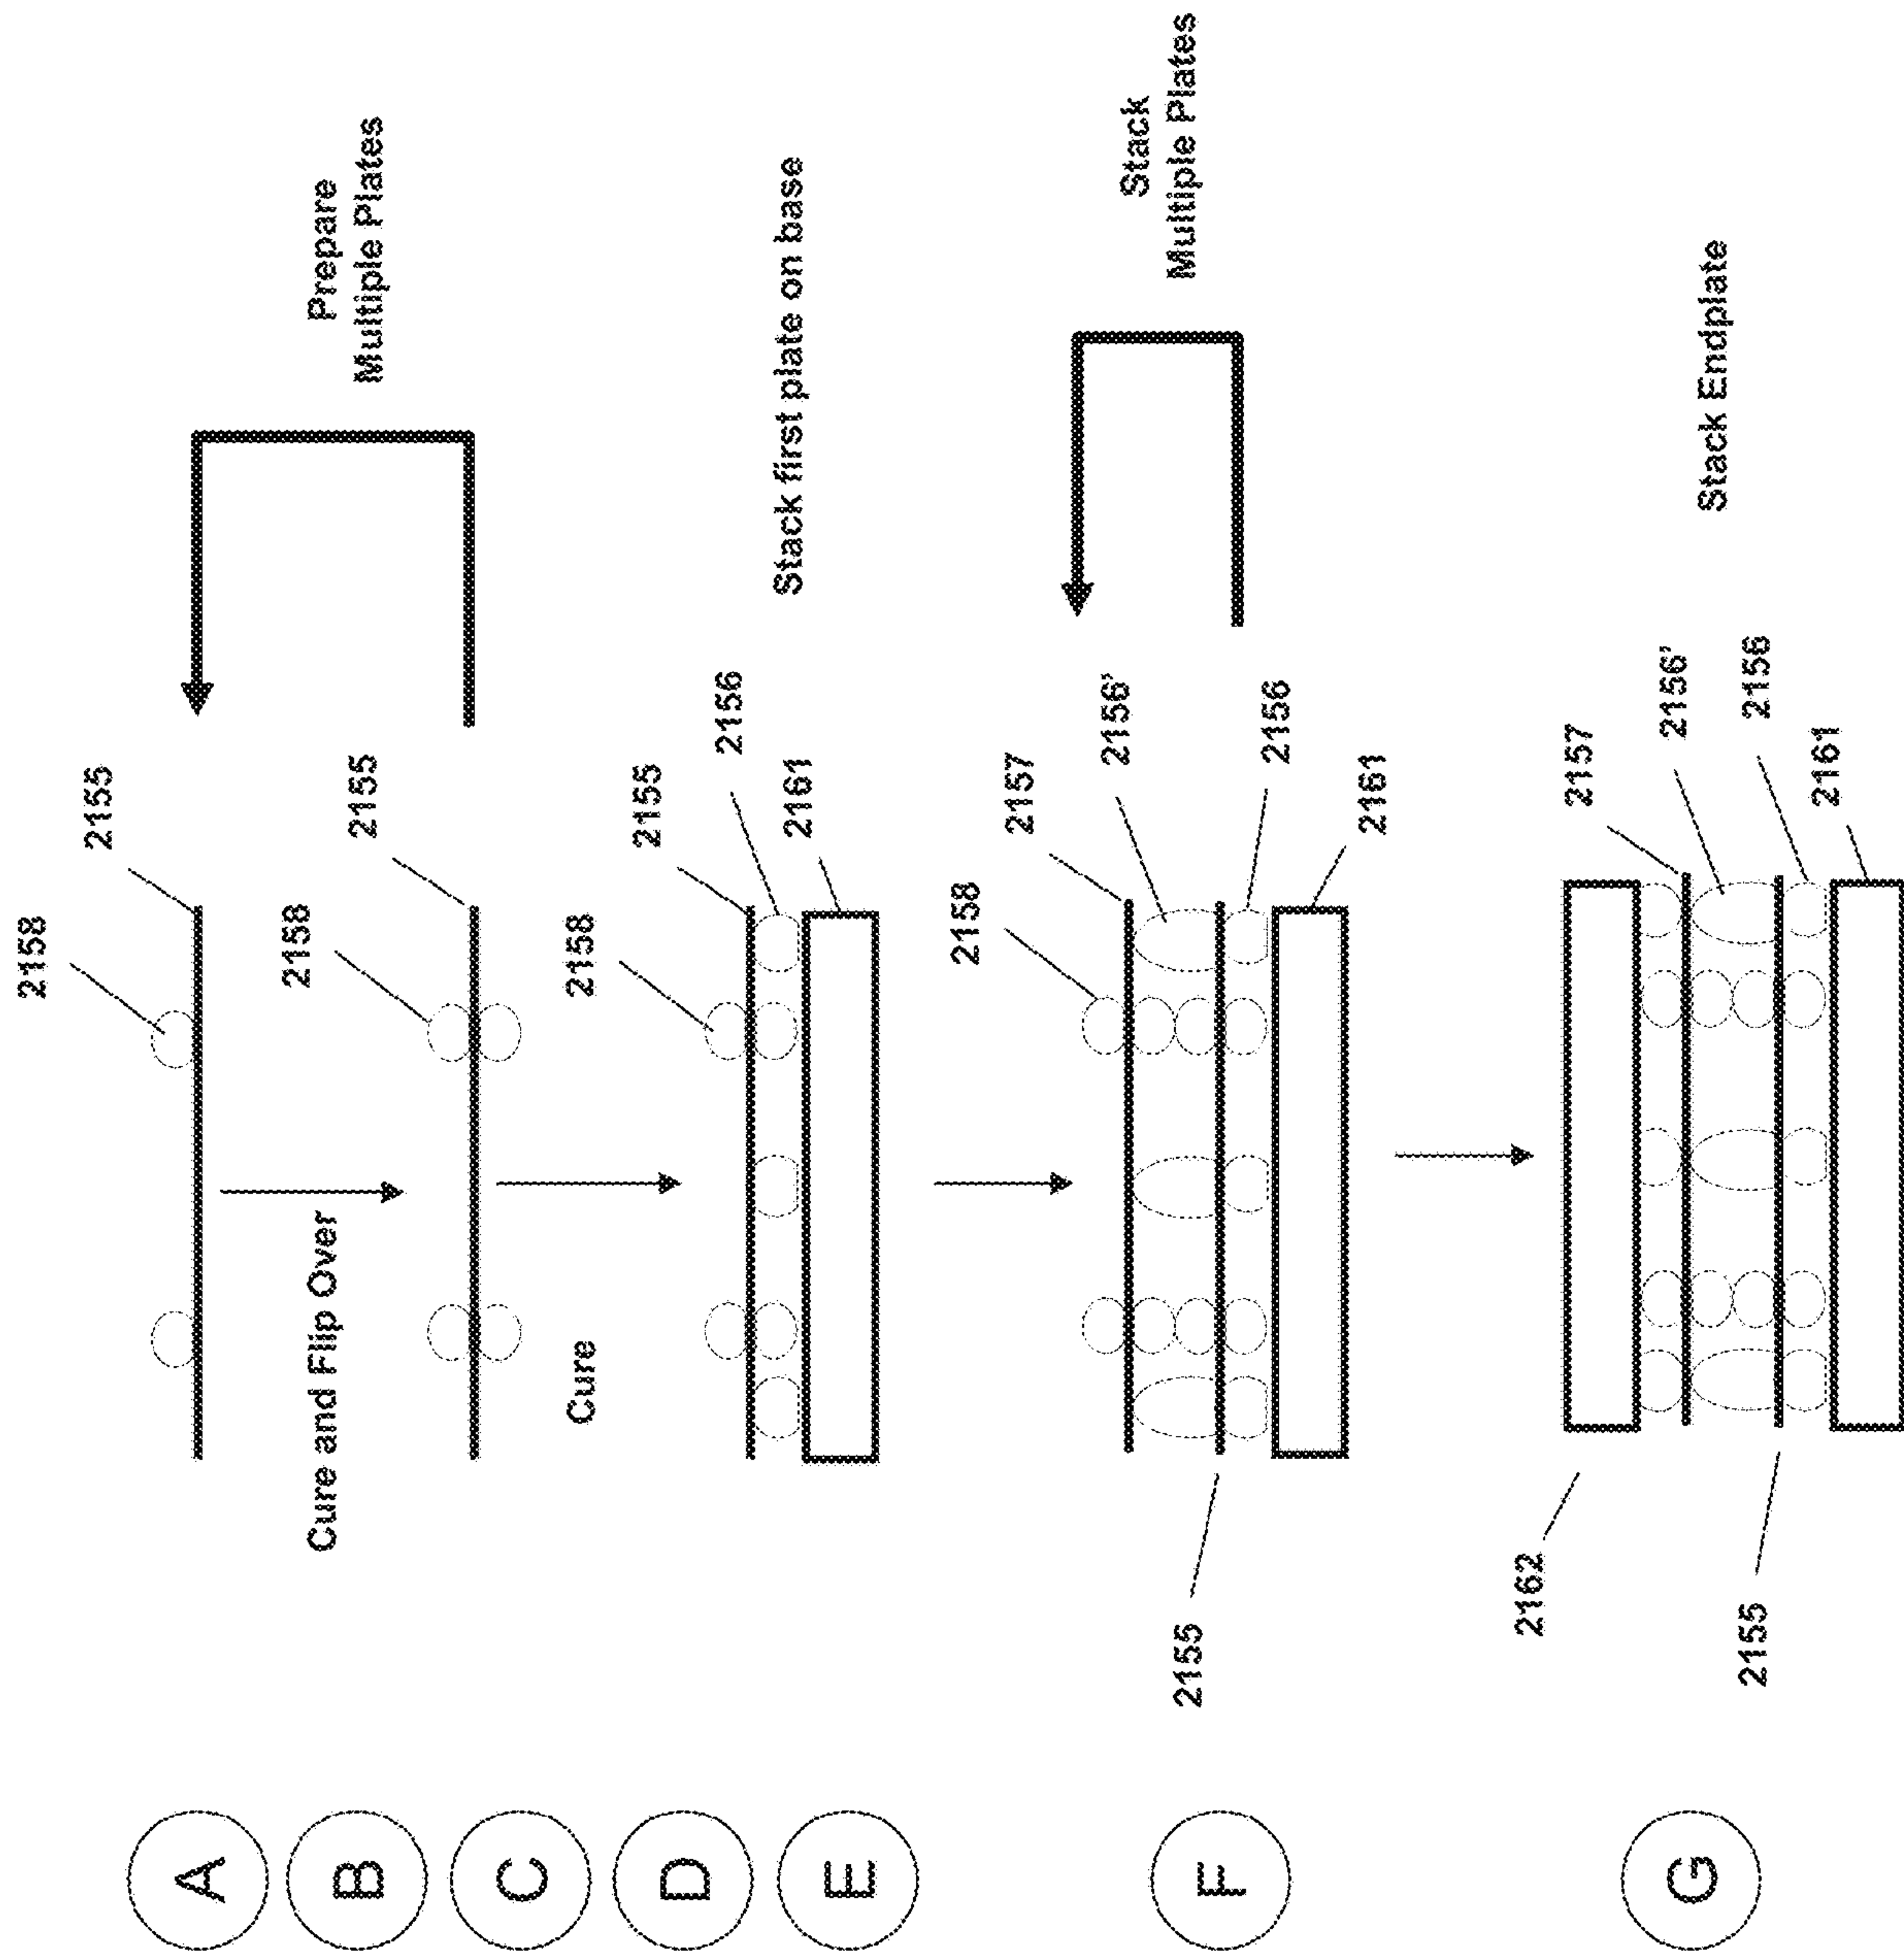 2158
2155
A
2158
Cure and Flip Over
Prepare
Multiple Plates
2155
B
C
2158
Cure
2155
D
2156
Stack first plate on base
2161
E
2158
2157
2156'
Stack
Multiple Plates
2155
F
2156
2161
2162
2157
2156'
G
Stack Endplate
2155
2156
2161